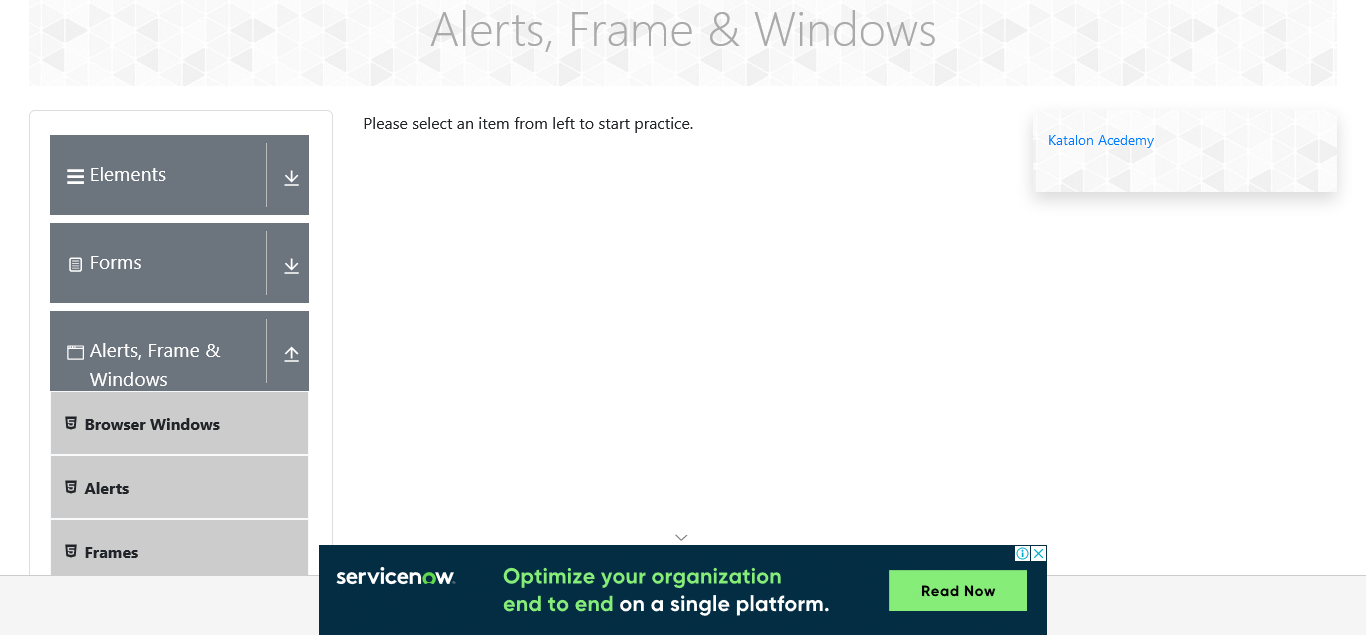 Alerts, Frame & Windows
Please select an item from left to start practice.
Katalon Acedemy
Elements
Forms
Alerts, Frame &
Windows
Browser Windows
Alerts
Frames
servicenow
Optimize your organization
end to end on a single platform.
Read Now